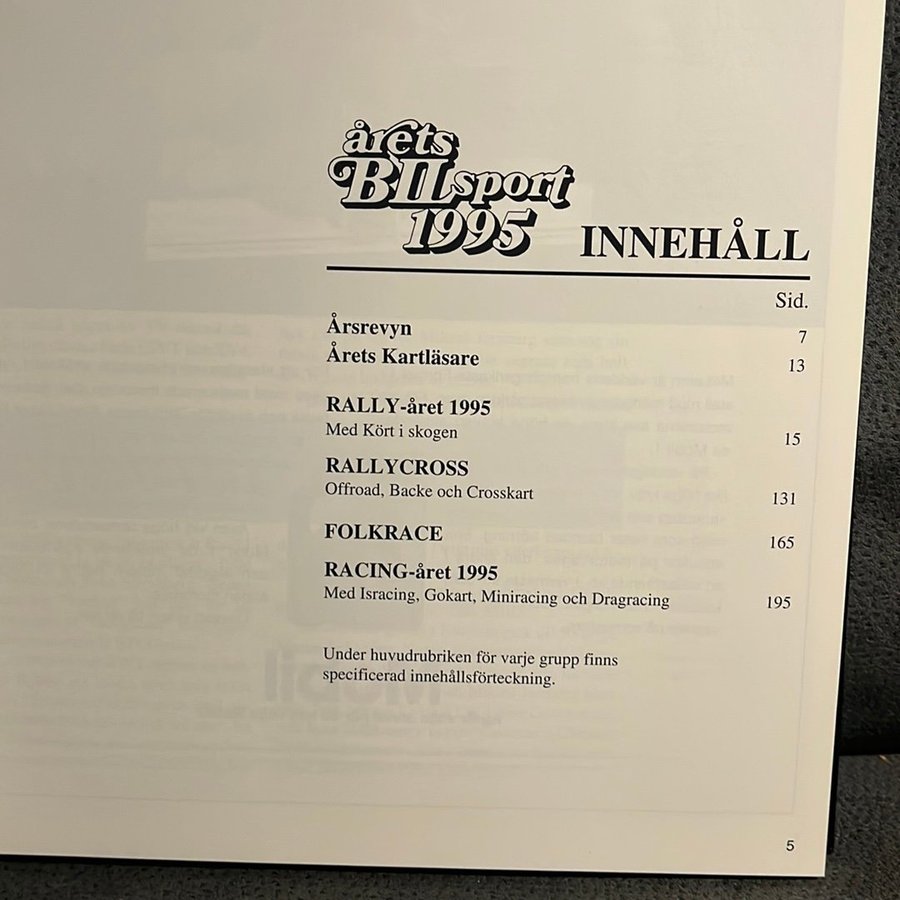 årets
BILsport
1995
INNEHÅLL
Sid.
Årsrevyn 7
Årets Kartläsare 13
RALLY-året 1995
Med Kört i skogen 15
RALLYCROSS
Offroad, Backe och Crosskart 131
FOLKRACE 165
RACING-året 1995
Med Isracing, Gokart, Miniracing och Dragracing 195
Under huvudrubriken för varje grupp finns
specificerad innehållsförteckning.
5